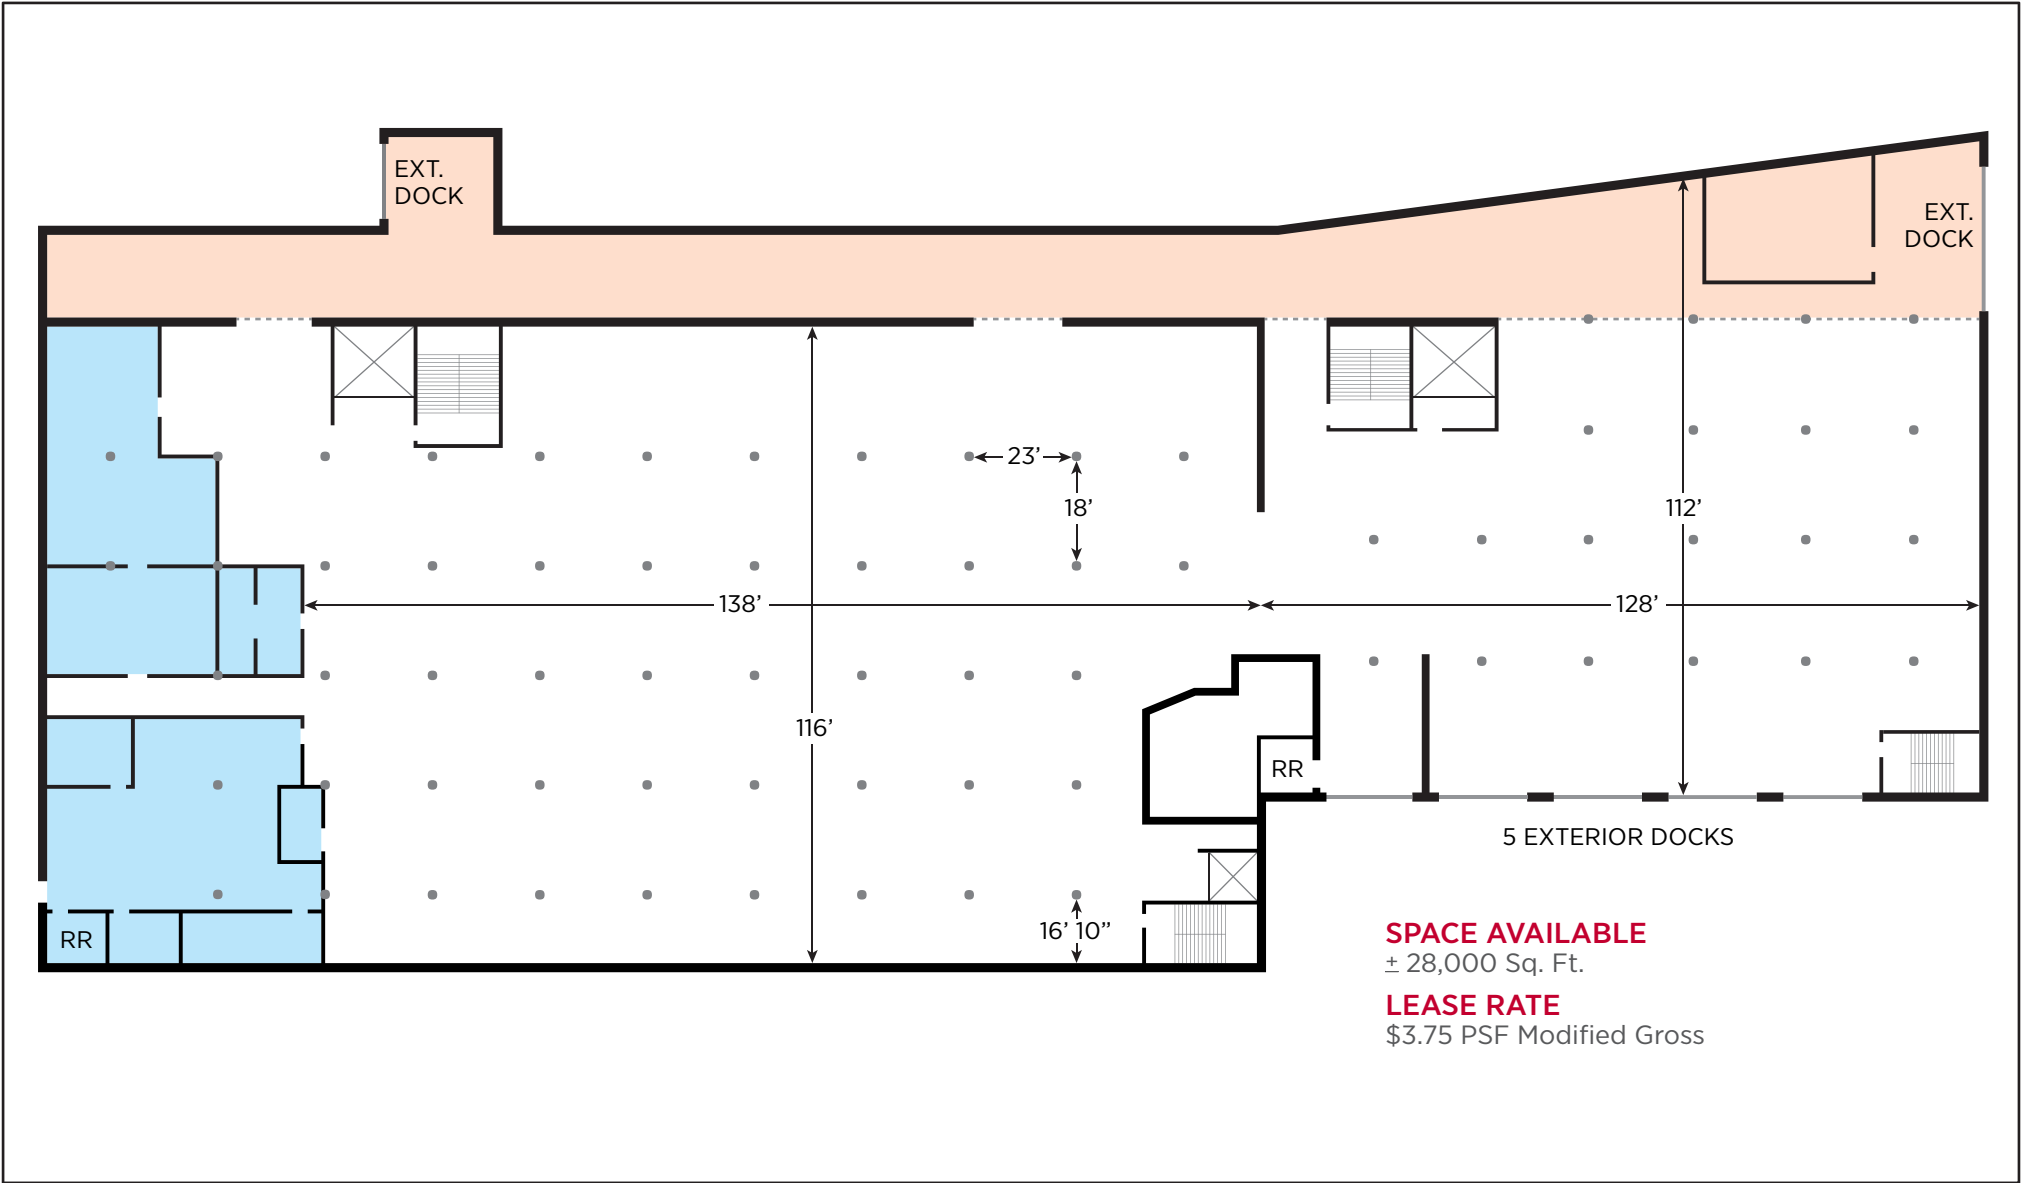 EXT.
DOCK
EXT.
DOCK
23’
18’
112’
138’
128’
116’
RR
5 EXTERIOR DOCKS
16’ 10”
RR
SPACE AVAILABLE
± 28,000 Sq. Ft.
LEASE RATE
$3.75 PSF Modified Gross